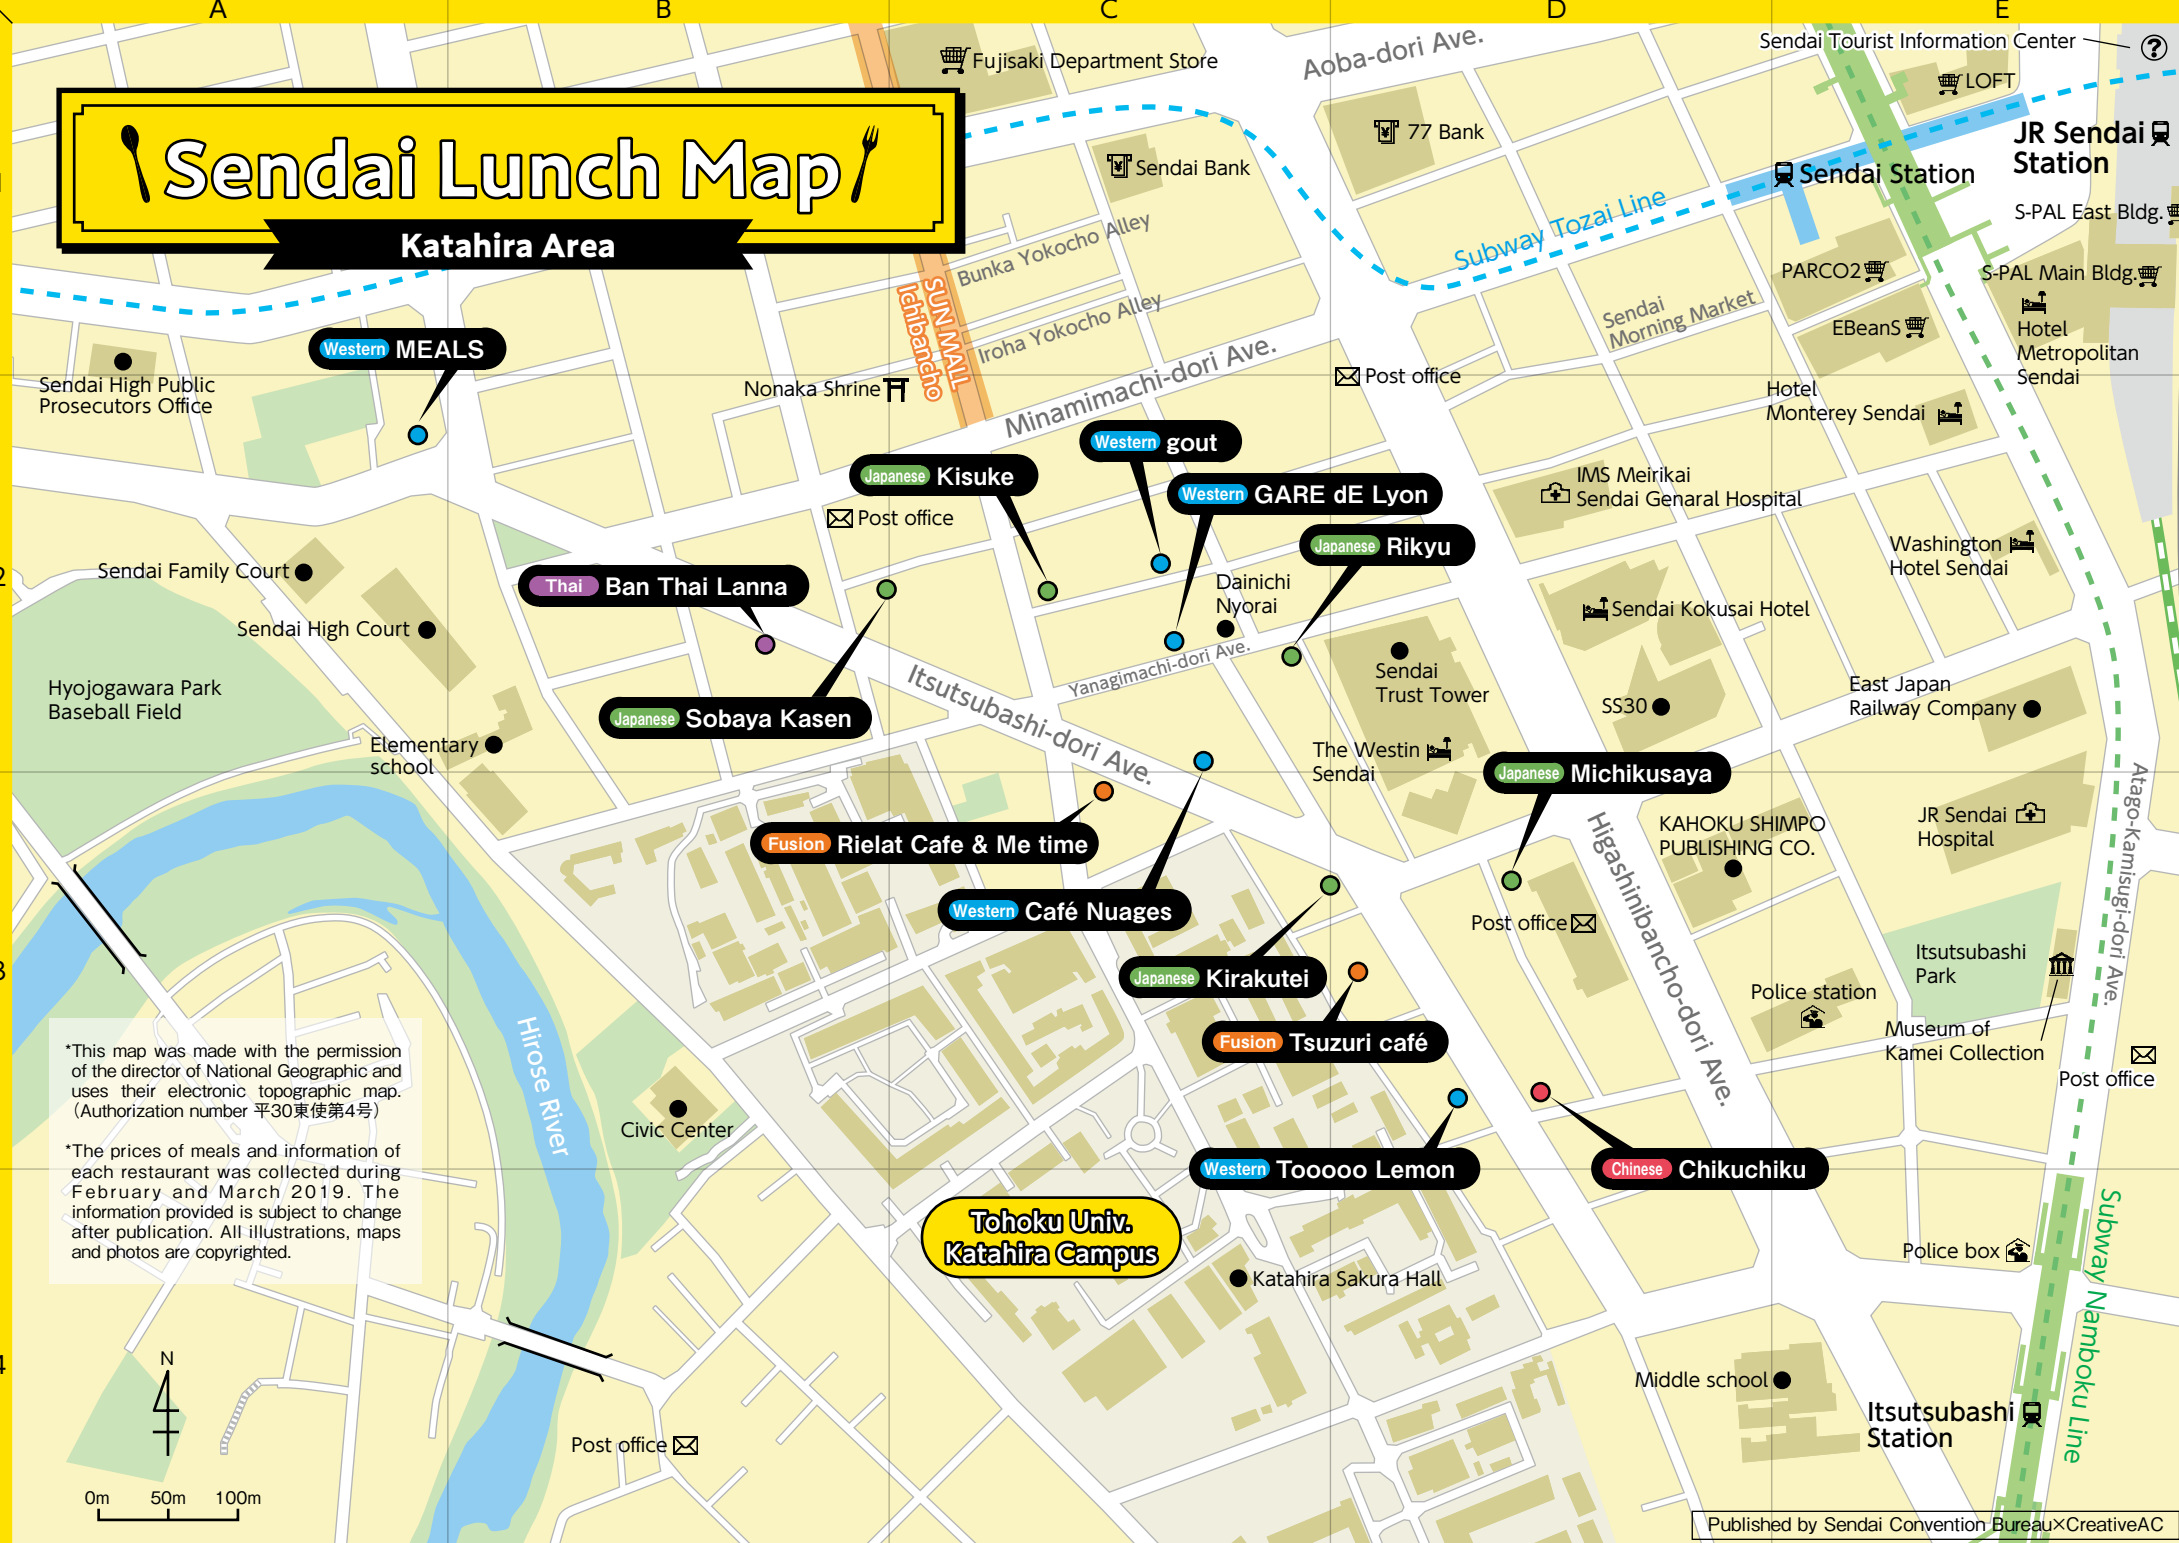 A
B
C
D
E
1
2
3
4
Sendai Lunch Map
Katahira Area
Fujisaki Department Store
Aoba-dori Ave.
Sendai Tourist Information Center
?
LOFT
77 Bank
JR Sendai
Station
Sendai Bank
Sendai Station
S-PAL East Bldg.
Subway Tozai Line
Bunka Yokocho Alley
PARCO2
S-PAL Main Bldg.
SUN MALL
Ichibancho
Iroha Yokocho Alley
Sendai
Morning Market
EBeanS
Hotel
Metropolitan
Sendai
Western MEALS
Sendai High Public
Prosecutors Office
Nonaka Shrine
Minamimachi-dori Ave.
Post office
Hotel
Monterey Sendai
Western gout
Japanese Kisuke
Western GARE dE Lyon
IMS Meirikai
Sendai Genaral Hospital
Post office
Japanese Rikyu
Washington
Hotel Sendai
Sendai Family Court
Thai Ban Thai Lanna
Dainichi
Nyorai
Sendai Kokusai Hotel
Sendai High Court
Yanagimachi-dori Ave.
Sendai
Trust Tower
Hyojogawara Park
Baseball Field
Itsutsubashi-dori Ave.
East Japan
Railway Company
Japanese Sobaya Kasen
SS30
Elementary
school
The Westin
Sendai
Japanese Michikusaya
Atago-Kamisugi-dori Ave.
JR Sendai
Hospital
KAHOKU SHIMPO
PUBLISHING CO.
Fusion Rielat Cafe & Me time
Higashinibancho-dori Ave.
Western Café Nuages
Post office
Itsutsubashi
Park
Japanese Kirakutei
Police station
Museum of
Kamei Collection
Fusion Tsuzuri café
Post office
Hirose River
*This map was made with the permission
of the director of National Geographic and
uses their electronic topographic map.
(Authorization number 平30東使第4号)
Civic Center
*The prices of meals and information of
each restaurant was collected during
February and March 2019. The
information provided is subject to change
after publication. All illustrations, maps
and photos are copyrighted.
Western Tooooo Lemon
Chinese Chikuchiku
Tohoku Univ.
Katahira Campus
Police box
Subway Namboku Line
Katahira Sakura Hall
N
Middle school
Itsutsubashi
Station
Post office
0m 50m 100m
Published by Sendai Convention Bureau×CreativeAC